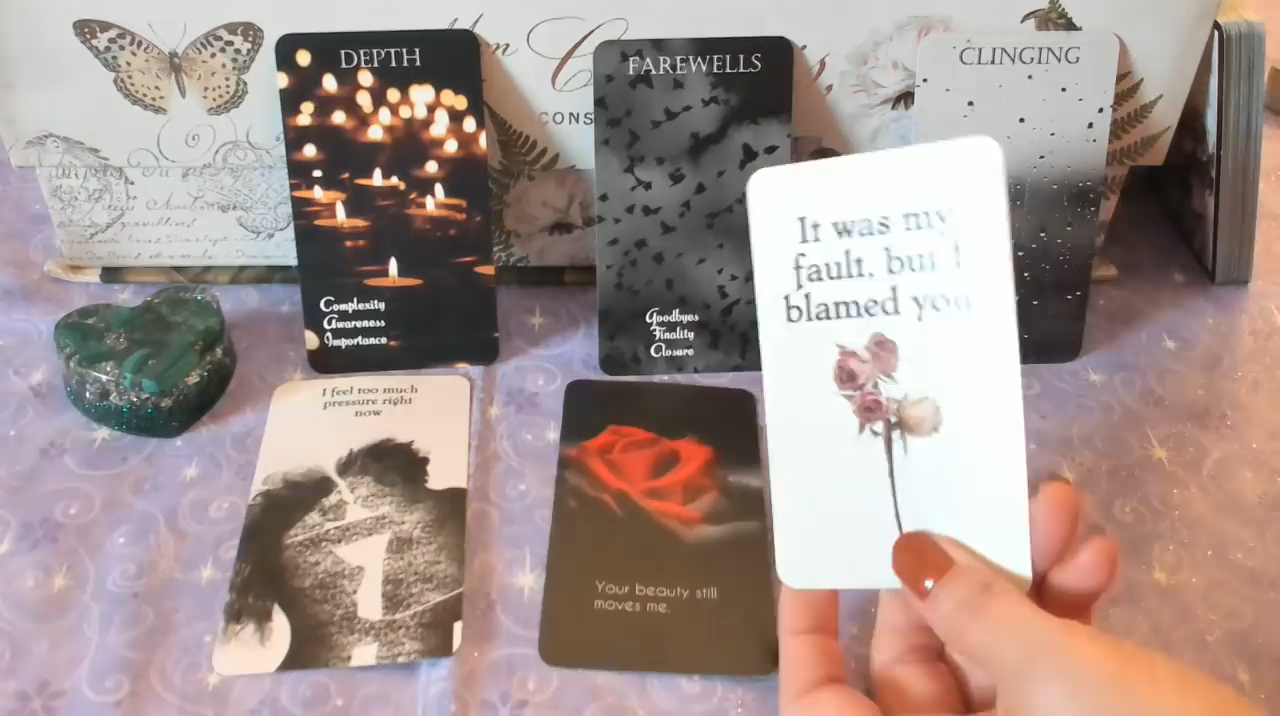 DEPTH
FAREWELLS
CLINGING
CONS
Complexity
Awareness
Importance
Goodbyes
Finality
Closure
It was my
fault, but I
blamed you
I feel too much
pressure right
now
Your beauty still
moves me.